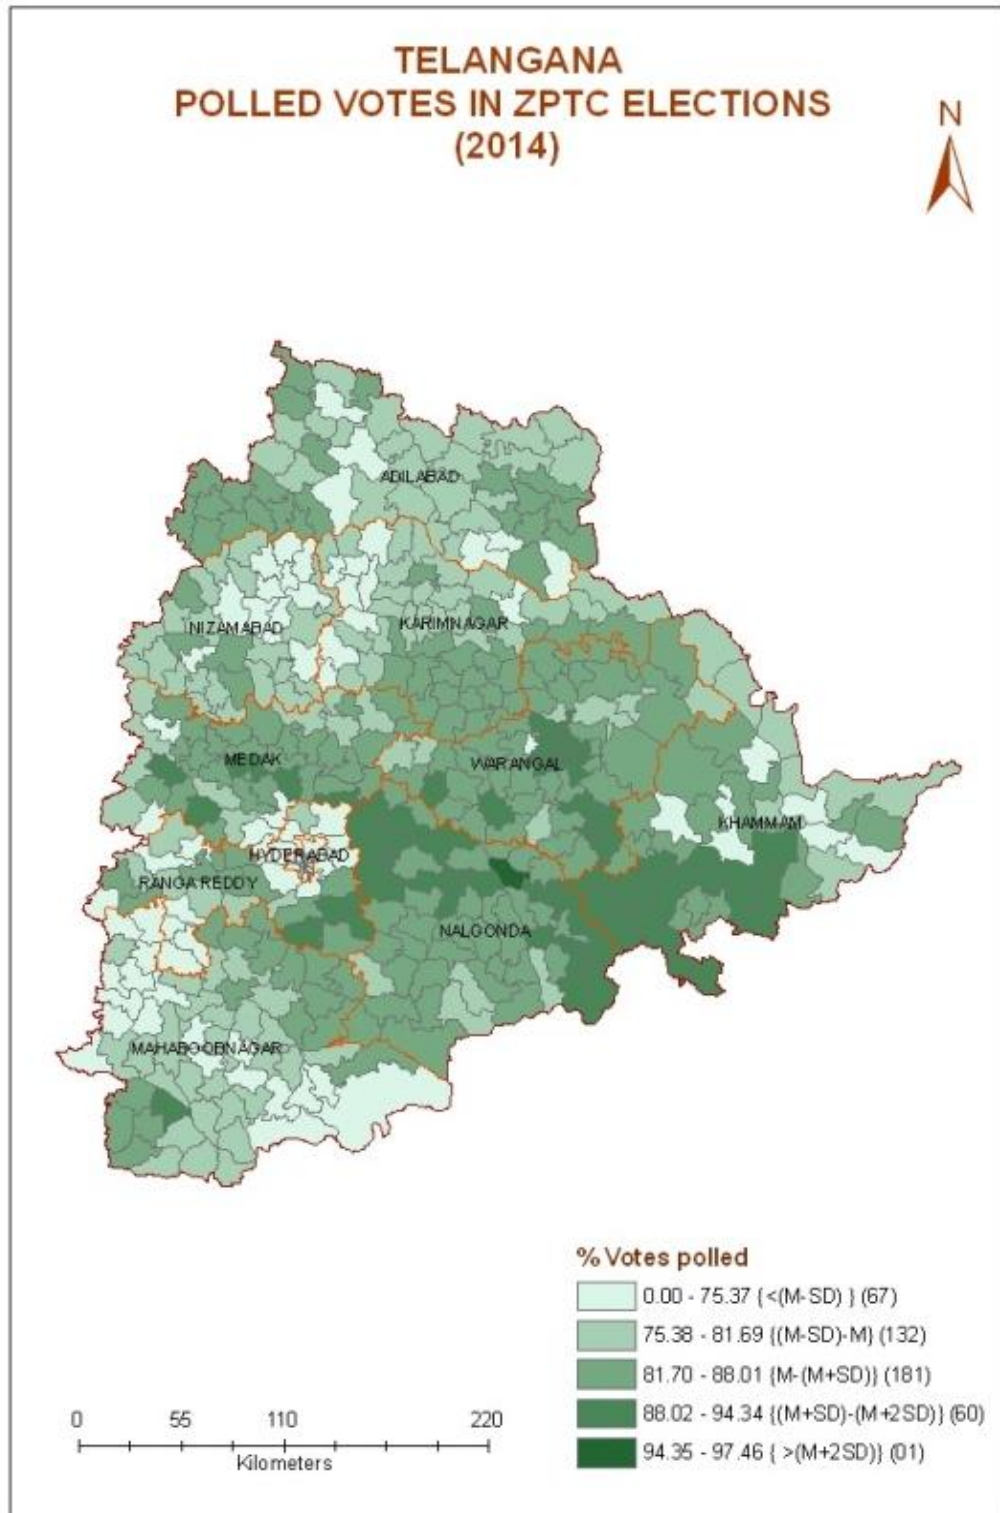 TELANGANA
POLLED VOTES IN ZPTC ELECTIONS
(2014)
N
ADILABAD
NIZAMABAD
KARIMNAGAR
MEDAK
WARANGAL
KHAMMAM
HYDERABAD
RANGA REDDY
NALGONDA
MAHABOOBNAGAR
% Votes polled
0.00 - 75.37 {<(M-SD) } (67)
75.38 - 81.69 {(M-SD)-M} (132)
81.70 - 88.01 {M-(M+SD)} (181)
88.02 - 94.34 {(M+SD)-(M+2SD)} (60)
94.35 - 97.46 { >(M+2SD)} (01)
0 55 110 220
Kilometers